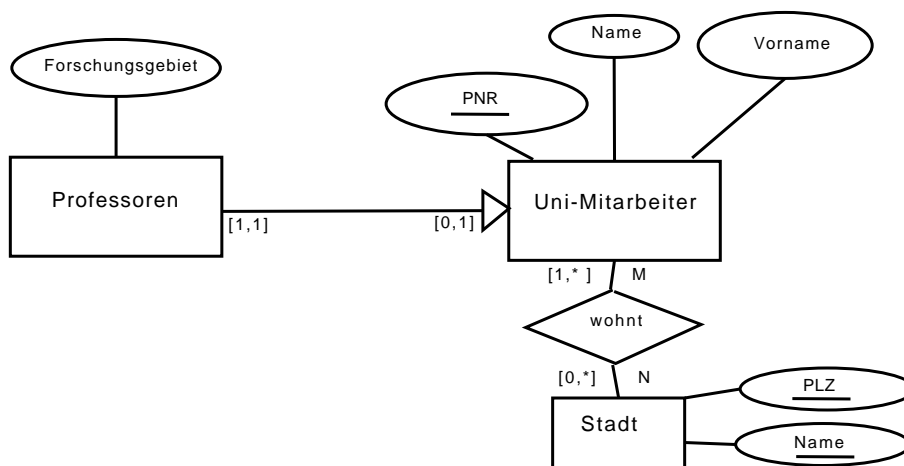 Name
Vorname
Forschungsgebiet
PNR
Professoren
Uni-Mitarbeiter
[1,1]
[0,1]
[1,* ]
M
wohnt
[0,*]
N
PLZ
Stadt
Name